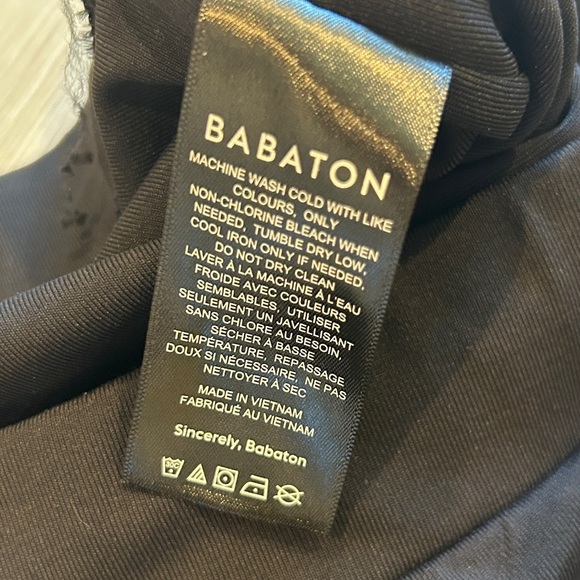 BABATON
MACHINE WASH COLD WITH LIKE
COLOURS, ONLY
NON-CHLORINE BLEACH WHEN
NEEDED, TUMBLE DRY LOW,
COOL IRON ONLY IF NEEDED,
DO NOT DRY CLEAN
LAVER À LA MACHINE À L'EAU
FROIDE AVEC COULEURS
SEMBLABLES, UTILISER
SEULEMENT UN JAVELLISANT
SANS CHLORE AU BESOIN,
SÉCHER À BASSE
TEMPÉRATURE, REPASSAGE
DOUX SI NÉCESSAIRE, NE PAS
NETTOYER À SEC
MADE IN VIETNAM
FABRIQUÉ AU VIETNAM
Sincerely, Babaton